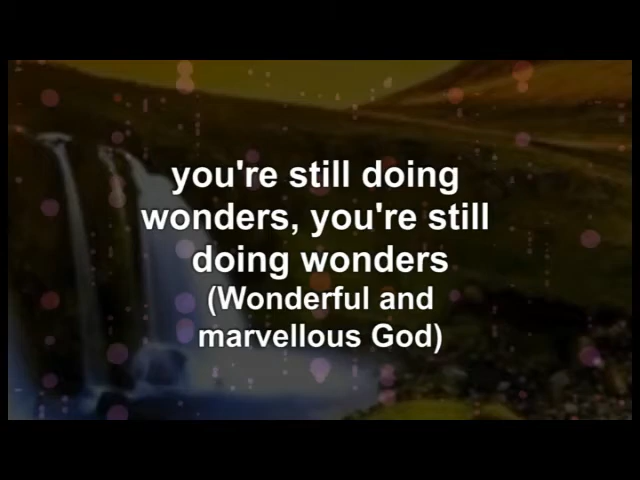 you're still doing
wonders, you're still
doing wonders
(Wonderful and
marvellous God)